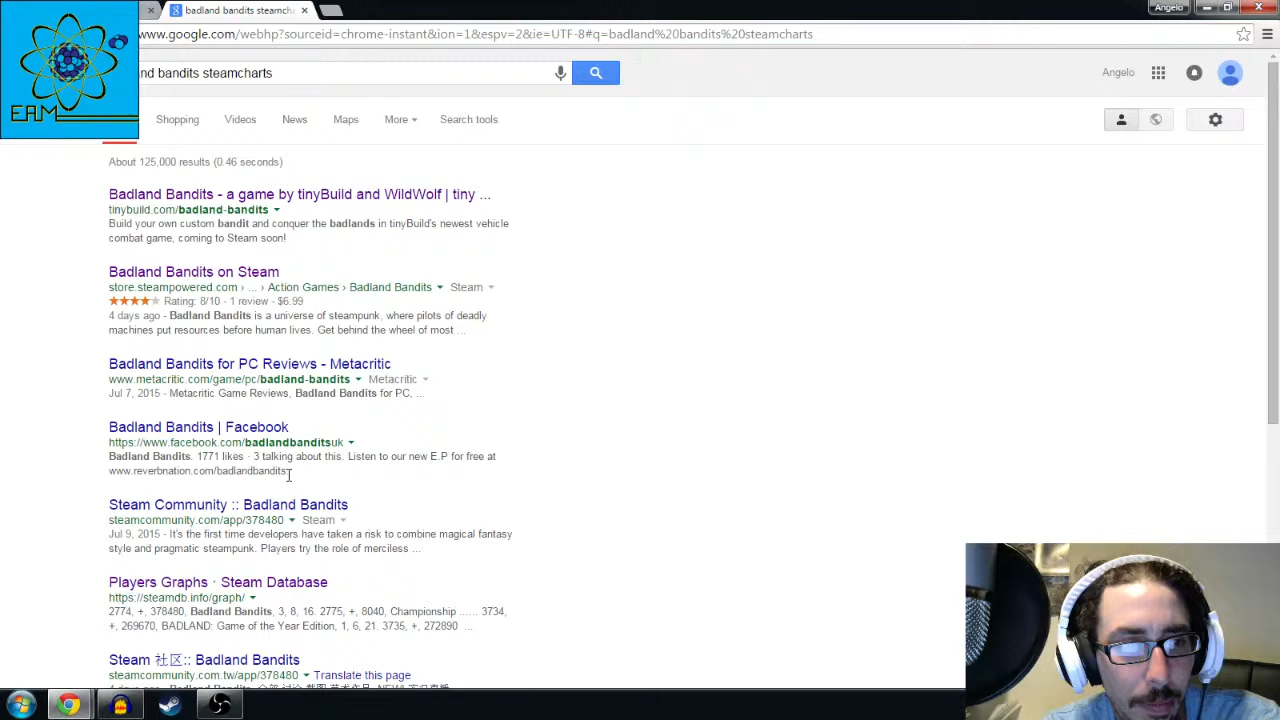 badland bandits steamcha
Angelo
www.google.com/webhp?sourceid=chrome-instant&ion=1&espv=2&ie=UTF-8#q=badland%20bandits%20steamcharts
EAM
nd bandits steamcharts
Angelo
Shopping Videos News Maps More Search tools
About 125,000 results (0.46 seconds)
Badland Bandits - a game by tinyBuild and WildWolf | tiny ...
tinybuild.com/badland-bandits
Build your own custom bandit and conquer the badlands in tinyBuild's newest vehicle
combat game, coming to Steam soon!
Badland Bandits on Steam
store.steampowered.com › ... › Action Games › Badland Bandits Steam
Rating: 8/10 - 1 review - $6.99
4 days ago - Badland Bandits is a universe of steampunk, where pilots of deadly
machines put resources before human lives. Get behind the wheel of most ...
Badland Bandits for PC Reviews - Metacritic
www.metacritic.com/game/pc/badland-bandits Metacritic
Jul 7, 2015 - Metacritic Game Reviews, Badland Bandits for PC, ...
Badland Bandits | Facebook
https://www.facebook.com/badlandbanditsuk
Badland Bandits. 1771 likes · 3 talking about this. Listen to our new E.P for free at
www.reverbnation.com/badlandbandits
Steam Community :: Badland Bandits
steamcommunity.com/app/378480 Steam
Jul 9, 2015 - It's the first time developers have taken a risk to combine magical fantasy
style and pragmatic steampunk. Players try the role of merciless ...
Players Graphs · Steam Database
https://steamdb.info/graph/
2774, +, 378480, Badland Bandits, 3, 8, 16. 2775, +, 8040, Championship ...... 3734,
+, 269670, BADLAND: Game of the Year Edition, 1, 6, 21. 3735, +, 272890 ...
Steam 社区:: Badland Bandits
steamcommunity.com.tw/app/378480 Translate this page